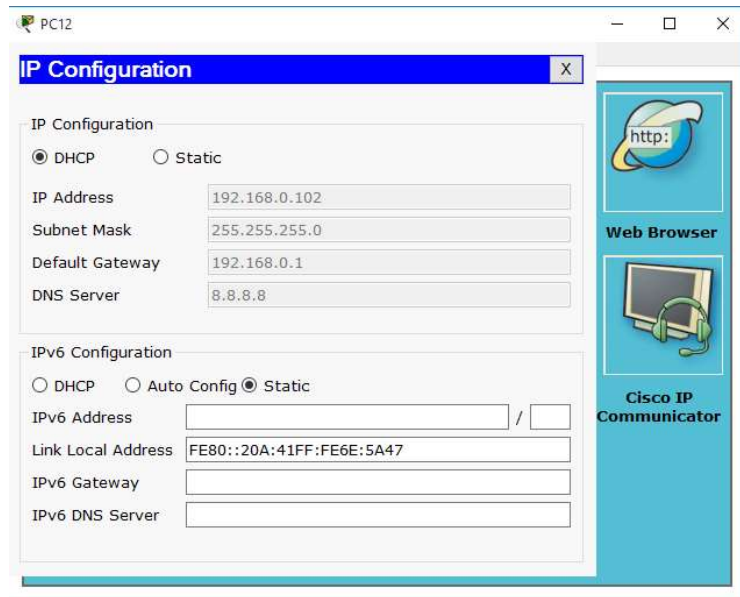 PC12
IP Configuration
X
IP Configuration
DHCP
Static
IP Address
192.168.0.102
Subnet Mask
255.255.255.0
Default Gateway
192.168.0.1
DNS Server
8.8.8.8
IPv6 Configuration
DHCP
Auto Config
Static
IPv6 Address
/
Link Local Address
FE80::20A:41FF:FE6E:5A47
IPv6 Gateway
IPv6 DNS Server
http:
Web Browser
Cisco IP
Communicator